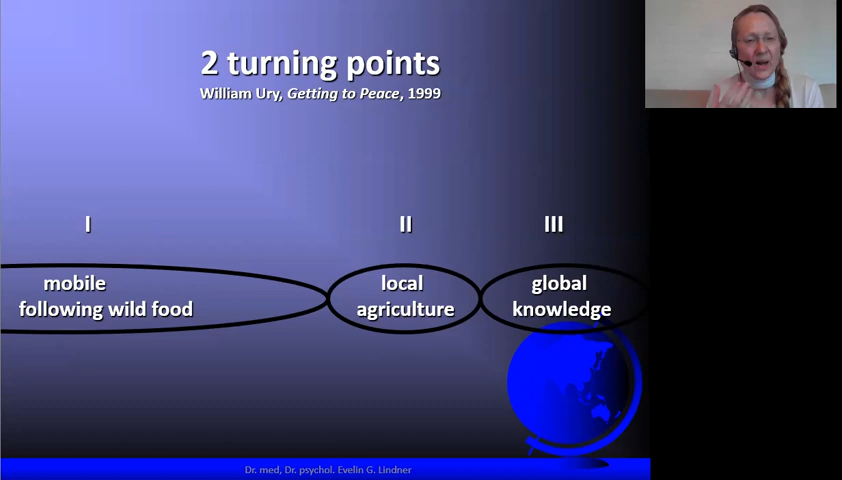 2 turning points
William Ury, Getting to Peace, 1999
I
II
III
mobile
following wild food
local
agriculture
global
knowledge
Dr. med, Dr. psychol. Evelin G. Lindner